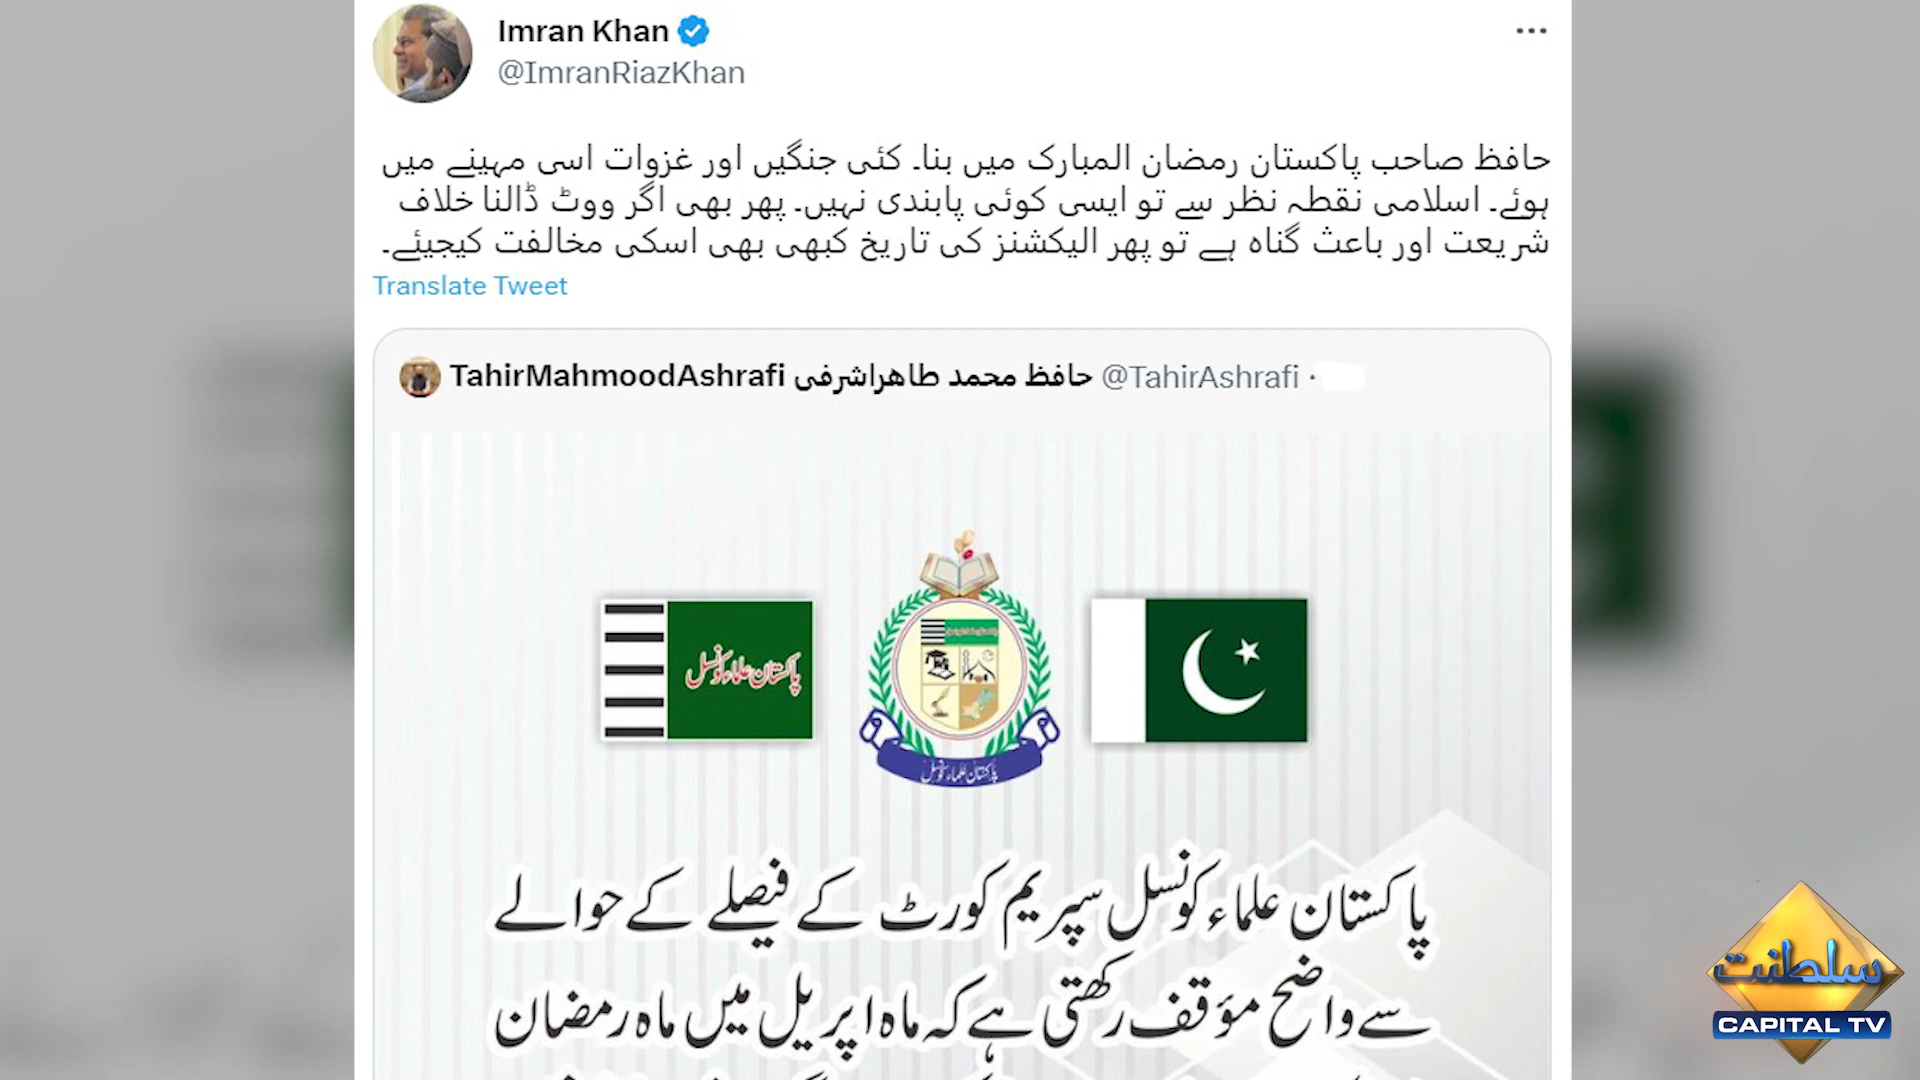 Imran Khan
@ImranRiazKhan
حافظ صاحب پاکستان رمضان المبارک میں بنا۔ کئی جنگیں اور غزوات اسی مہینے میں
ہوئے۔ اسلامی نقطہ نظر سے تو ایسی کوئی پابندی نہیں۔ پھر بھی اگر ووٹ ڈالنا خلاف
شریعت اور باعث گناہ ہے تو پھر الیکشنز کی تاریخ کبھی بھی اسکی مخالفت کیجیئے۔
Translate Tweet
TahirMahmoodAshrafi حافظ محمد طاہراشرفی @TahirAshrafi ·
پاکستان علماء کونسل
پاکستان علماء کونسل
پاکستان علماء کونسل سپریم کورٹ کے فیصلے کے حوالے
سے واضح مؤقف رکھتی ہے کہ ماہ اپریل میں ماہ رمضان
سلطنت
CAPITAL TV